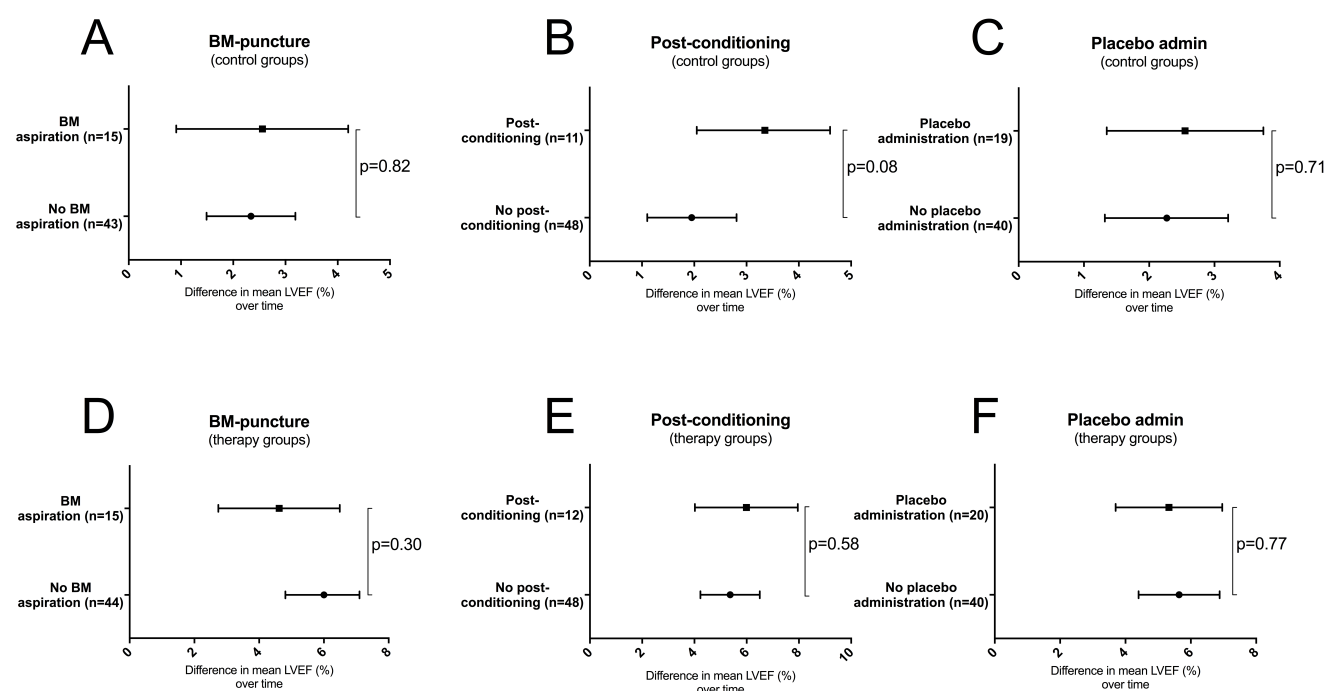 A
BM-puncture
(control groups)
BM
aspiration (n=15)
No BM
aspiration (n=43)
p=0.82
0 1 2 3 4 5
Difference in mean LVEF (%)
over time
B
Post-conditioning
(control groups)
Post-
conditioning (n=11)
No post-
conditioning (n=48)
p=0.08
0 1 2 3 4 5
Difference in mean LVEF (%)
over time
C
Placebo admin
(control groups)
Placebo
administration (n=19)
No placebo
administration (n=40)
p=0.71
0 1 2 3 4
Difference in mean LVEF (%)
over time
D
BM-puncture
(therapy groups)
BM
aspiration (n=15)
No BM
aspiration (n=44)
p=0.30
0 2 4 6 8
Difference in mean LVEF (%)
over time
E
Post-conditioning
(therapy groups)
Post-
conditioning (n=12)
No post-
conditioning (n=48)
p=0.58
0 2 4 6 8 10
Difference in mean LVEF (%)
over time
F
Placebo admin
(therapy groups)
Placebo
administration (n=20)
No placebo
administration (n=40)
p=0.77
0 2 4 6 8
Difference in mean LVEF (%)
over time